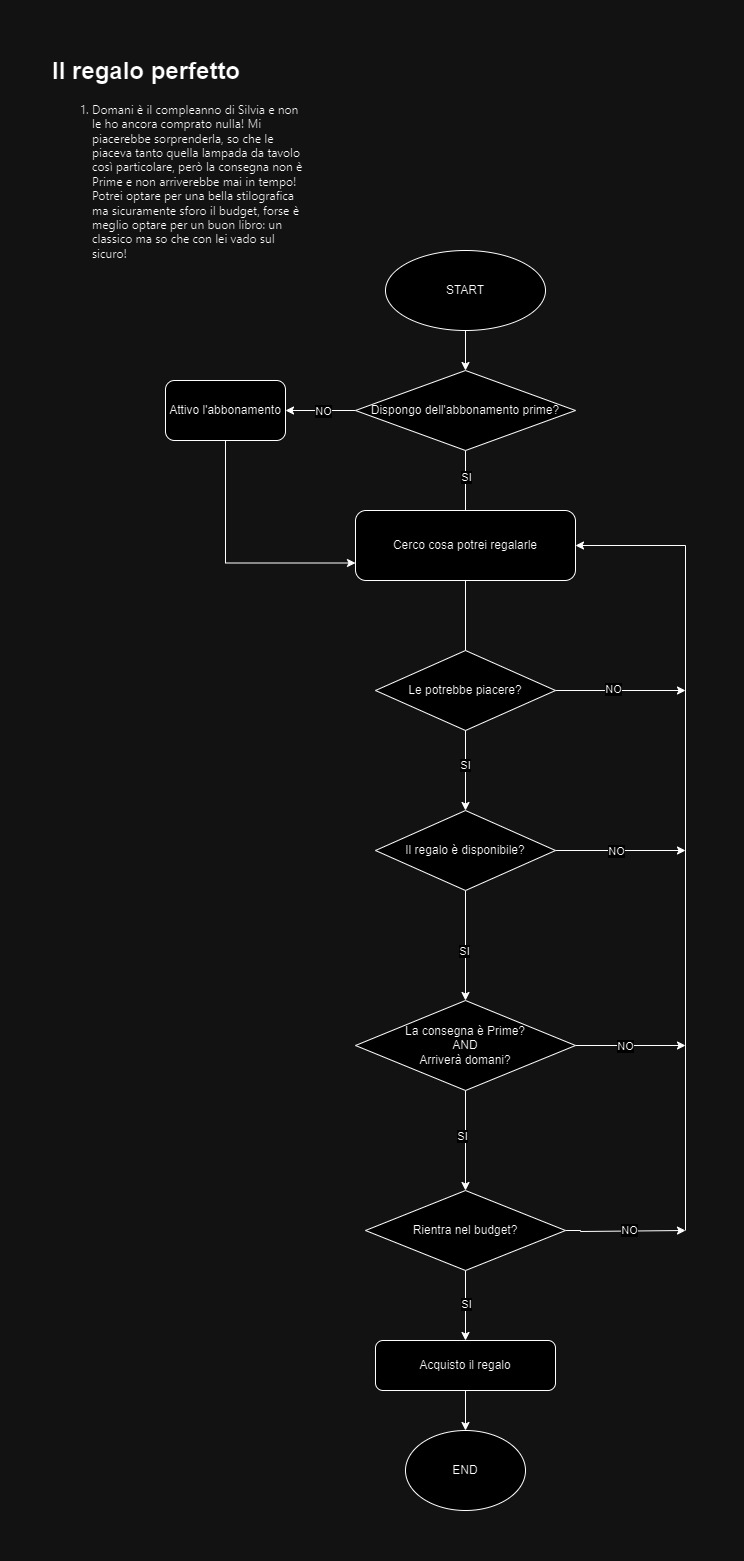 Il regalo perfetto
1. Domani è il compleanno di Silvia e non
le ho ancora comprato nulla! Mi
piacerebbe sorprenderla, so che le
piaceva tanto quella lampada da tavolo
così particolare, però la consegna non è
Prime e non arriverebbe mai in tempo!
Potrei optare per una bella stilografica
ma sicuramente sforo il budget, forse è
meglio optare per un buon libro: un
classico ma so che con lei vado sul
sicuro!
START
Attivo l'abbonamento
NO
Dispongo dell'abbonamento prime?
SI
Cerco cosa potrei regalarle
Le potrebbe piacere?
NO
SI
Il regalo è disponibile?
NO
SI
La consegna è Prime?
AND
Arriverà domani?
NO
SI
Rientra nel budget?
NO
SI
Acquisto il regalo
END